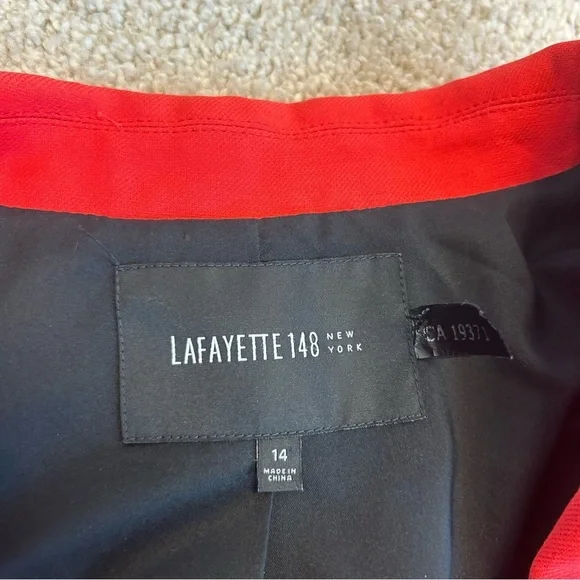 LAFAYETTE 148 NEW YORK
CA 19371
14
MADE IN
CHINA